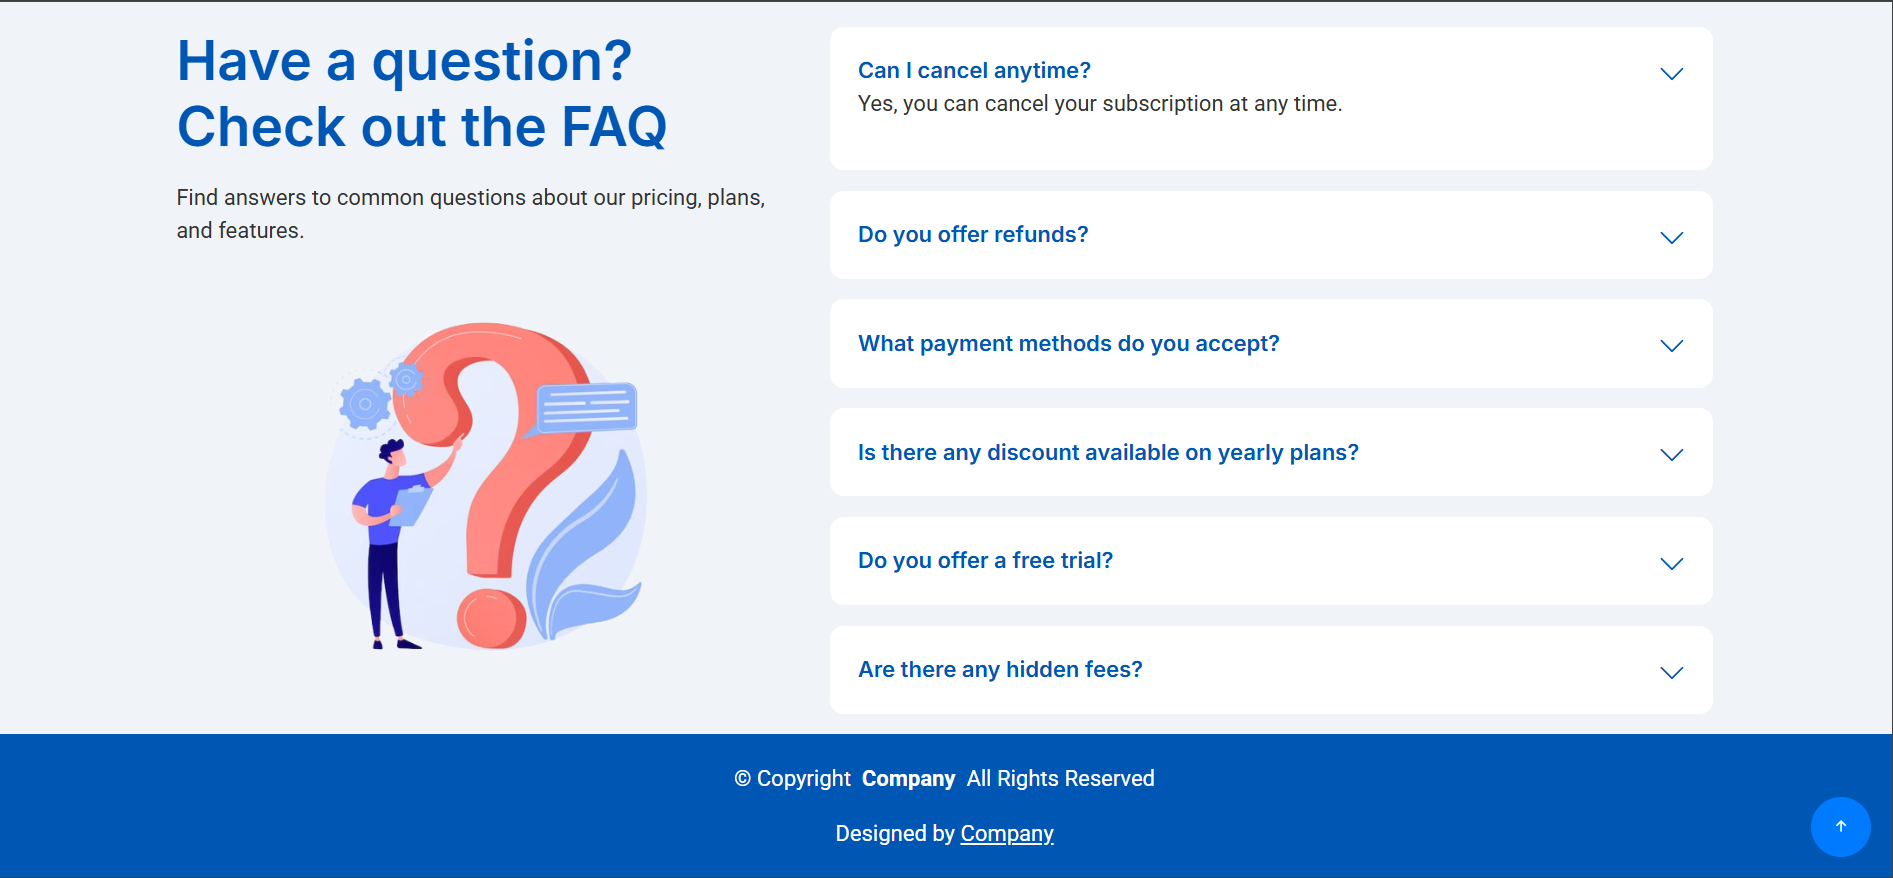 Have a question?
Check out the FAQ
Find answers to common questions about our pricing, plans,
and features.
Can I cancel anytime?
Yes, you can cancel your subscription at any time.
Do you offer refunds?
What payment methods do you accept?
Is there any discount available on yearly plans?
Do you offer a free trial?
Are there any hidden fees?
© Copyright Company All Rights Reserved
Designed by Company